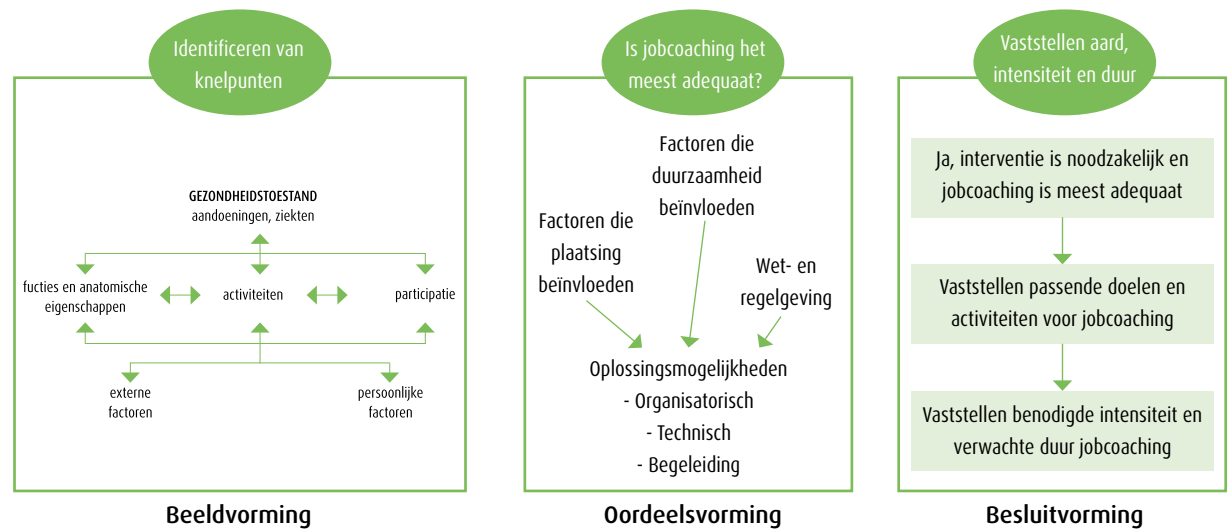 Identificeren van
knelpunten
GEZONDHEIDSTOESTAND
aandoeningen, ziekten
fucties en anatomische
eigenschappen
activiteiten
participatie
externe
factoren
persoonlijke
factoren
Beeldvorming
Is jobcoaching het
meest adequaat?
Factoren die
duurzaamheid
beïnvloeden
Factoren die
plaatsing
beïnvloeden
Wet- en
regelgeving
Oplossingsmogelijkheden
- Organisatorisch
- Technisch
- Begeleiding
Oordeelsvorming
Vaststellen aard,
intensiteit en duur
Ja, interventie is noodzakelijk en
jobcoaching is meest adequaat
Vaststellen passende doelen en
activiteiten voor jobcoaching
Vaststellen benodigde intensiteit en
verwachte duur jobcoaching
Besluitvorming